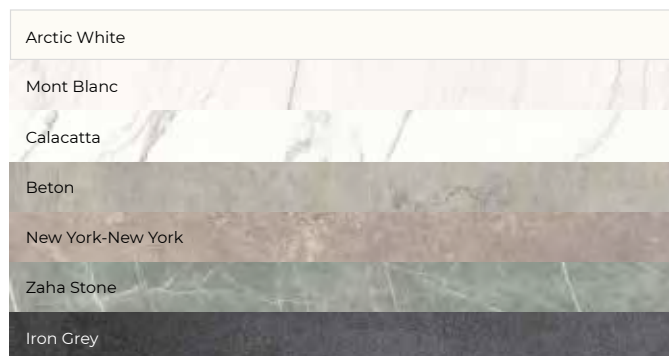 Arctic White
Mont Blanc
Calacatta
Beton
New York-New York
Zaha Stone
Iron Grey